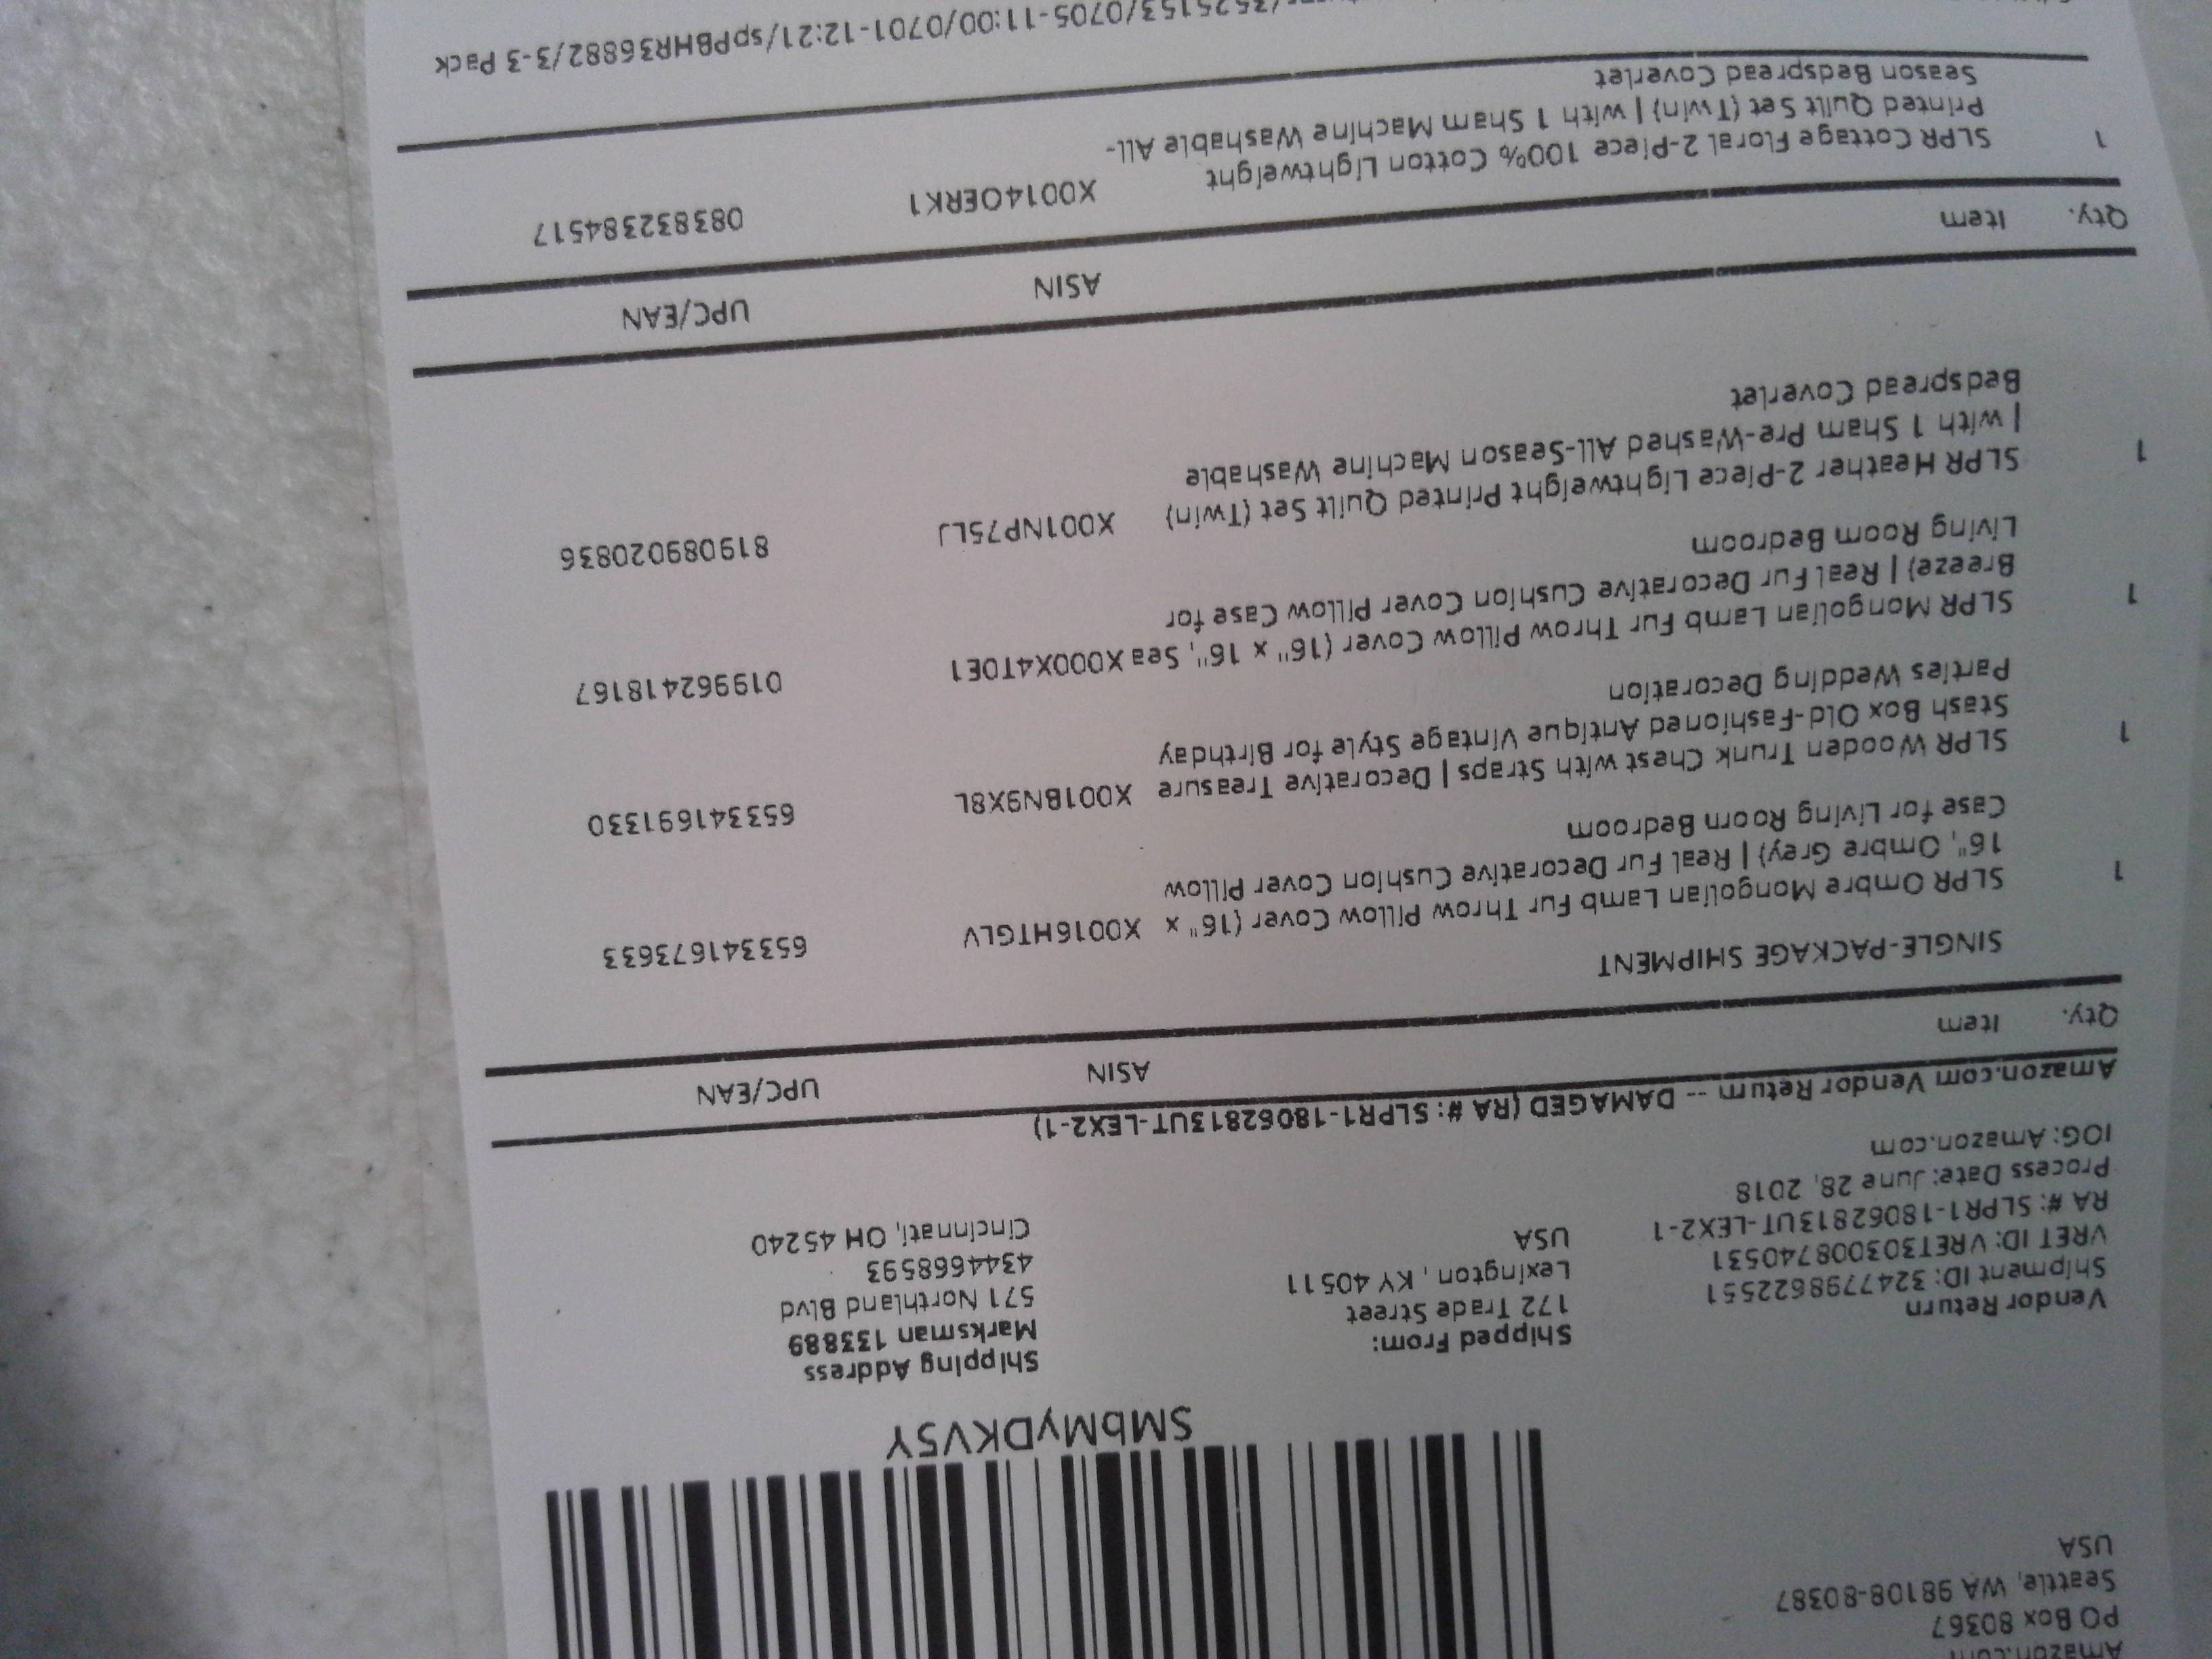 Amazon.com
PO Box 80367
Seattle, WA 98108-80387
USA
SMbMyDKV5Y
Vendor Return
Shipment ID: 3247798622551
VRET ID: VRET303008740531
RA #: SLPR1-18062813UT-LEX2-1
Process Date: June 28, 2018
IOG: Amazon.com
Shipped From:
172 Trade Street
Lexington , KY 40511
USA
Shipping Address
Marksman 133889
571 Northland Blvd
4344668593
Cincinnati, OH 45240
Amazon.com Vendor Return -- DAMAGED (RA #: SLPR1-18062813UT-LEX2-1)
Qty. Item ASIN UPC/EAN
SINGLE-PACKAGE SHIPMENT
1 SLPR Ombre Mongolian Lamb Fur Throw Pillow Cover (16" x X0016HTGLV 653341673633
16", Ombre Grey) | Real Fur Decorative Cushion Cover Pillow
Case for Living Room Bedroom
1 SLPR Wooden Trunk Chest with Straps | Decorative Treasure X001BN9X8L 653341691330
Stash Box Old-Fashioned Antique Vintage Style for Birthday
Parties Wedding Decoration
1 SLPR Mongolian Lamb Fur Throw Pillow Cover (16" x 16", Sea X000X4T0E1 019962418167
Breeze) | Real Fur Decorative Cushion Cover Pillow Case for
Living Room Bedroom
1 SLPR Heather 2-Piece Lightweight Printed Quilt Set (Twin) X001NP75LJ 819089020836
| with 1 Sham Pre-Washed All-Season Machine Washable
Bedspread Coverlet
Qty. Item ASIN UPC/EAN
1 SLPR Cottage Floral 2-Piece 100% Cotton Lightweight X0014OERK1 083832384517
Printed Quilt Set (Twin) | with 1 Sham Machine Washable All-
Season Bedspread Coverlet
/3525153/0705-11:00/0701-12:21/spPBHR36882/3-3 Pack